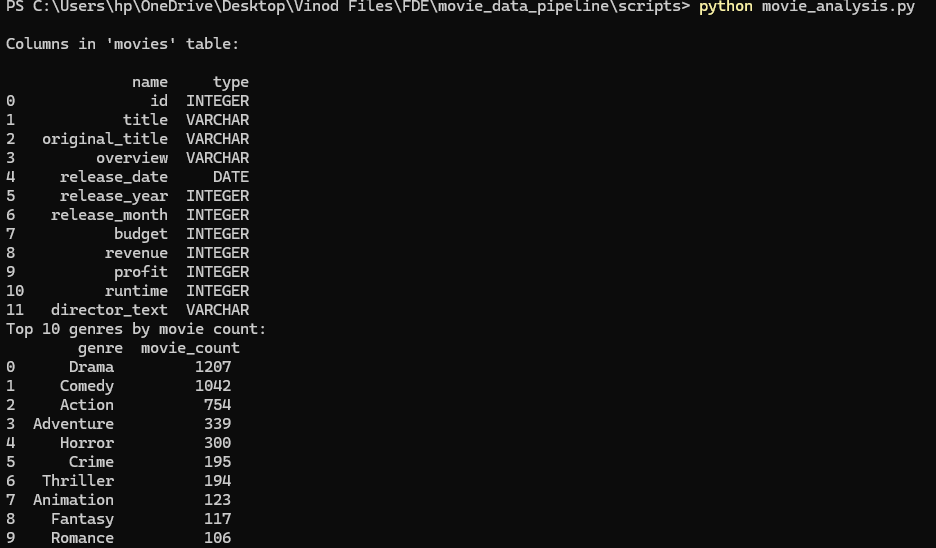 PS C:\Users\hp\OneDrive\Desktop\Vinod Files\FDE\movie_data_pipeline\scripts> python movie_analysis.py
Columns in 'movies' table:
name type
0 id INTEGER
1 title VARCHAR
2 original_title VARCHAR
3 overview VARCHAR
4 release_date DATE
5 release_year INTEGER
6 release_month INTEGER
7 budget INTEGER
8 revenue INTEGER
9 profit INTEGER
10 runtime INTEGER
11 director_text VARCHAR
Top 10 genres by movie count:
genre movie_count
0 Drama 1207
1 Comedy 1042
2 Action 754
3 Adventure 339
4 Horror 300
5 Crime 195
6 Thriller 194
7 Animation 123
8 Fantasy 117
9 Romance 106